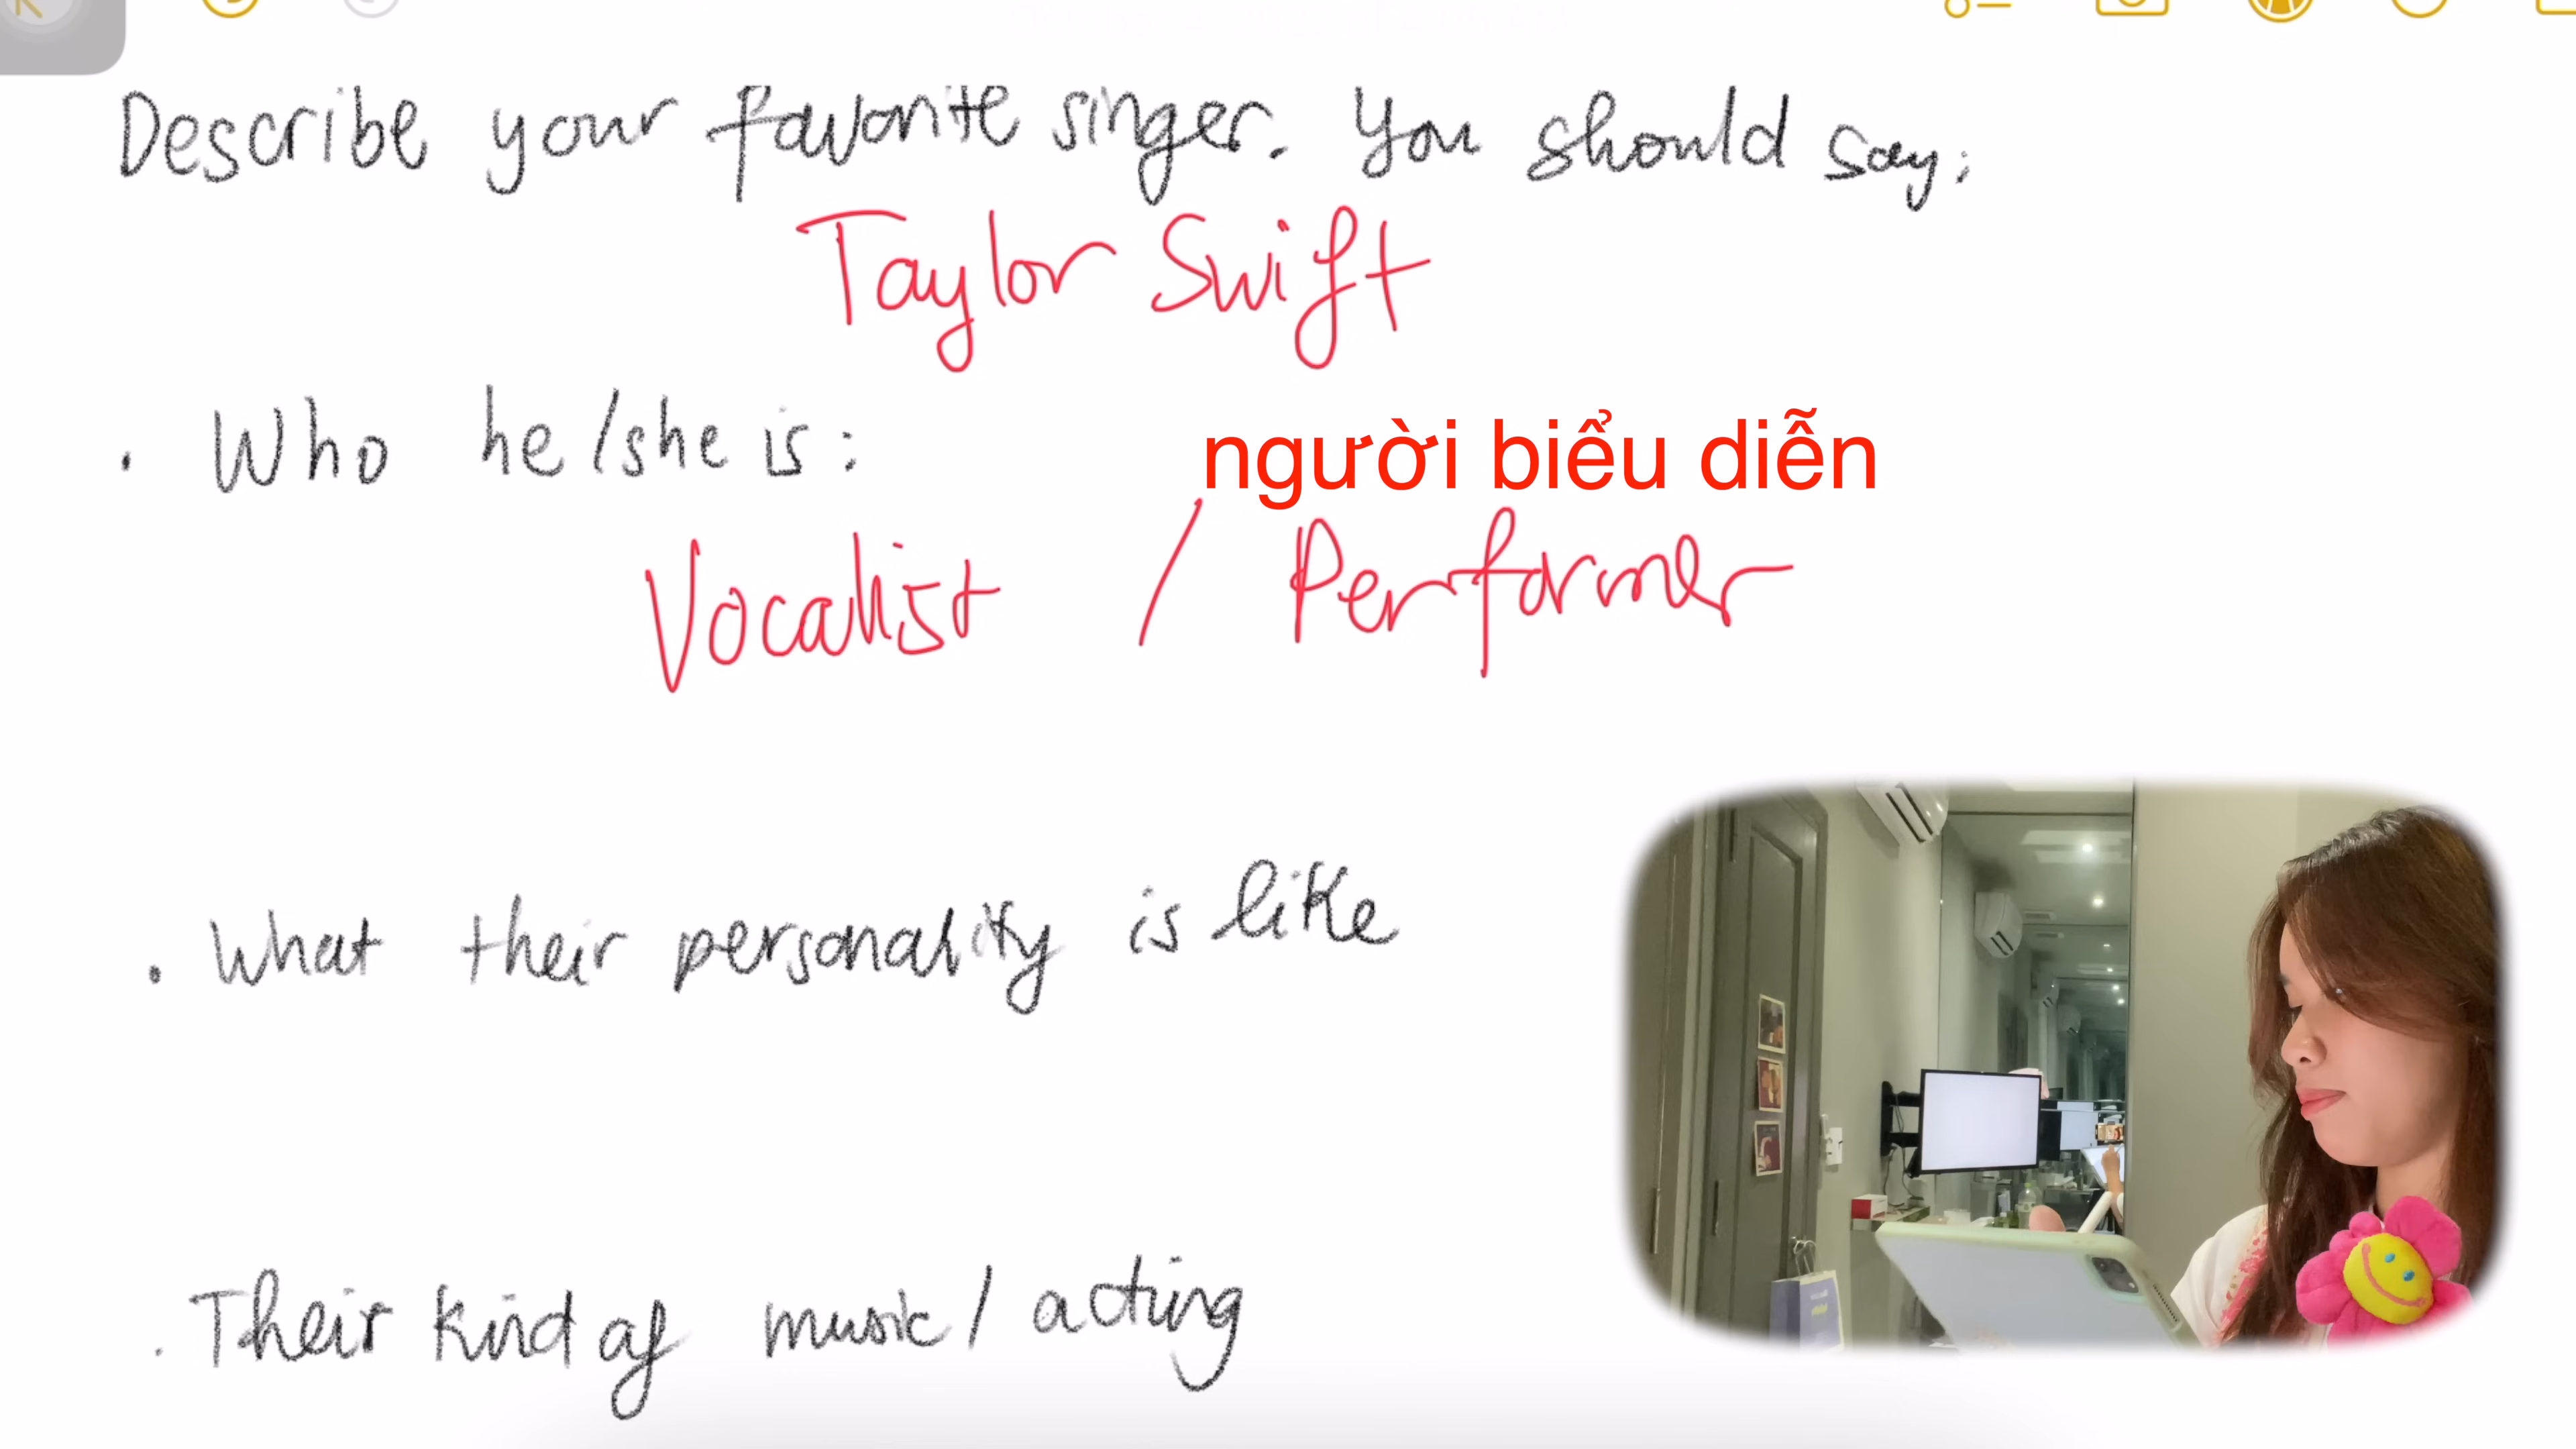 Describe your favorite singer. You should say:
Taylor Swift
• Who he/she is:
người biểu diễn
Vocalist / Performer
• What their personality is like
• Their kind of music / acting